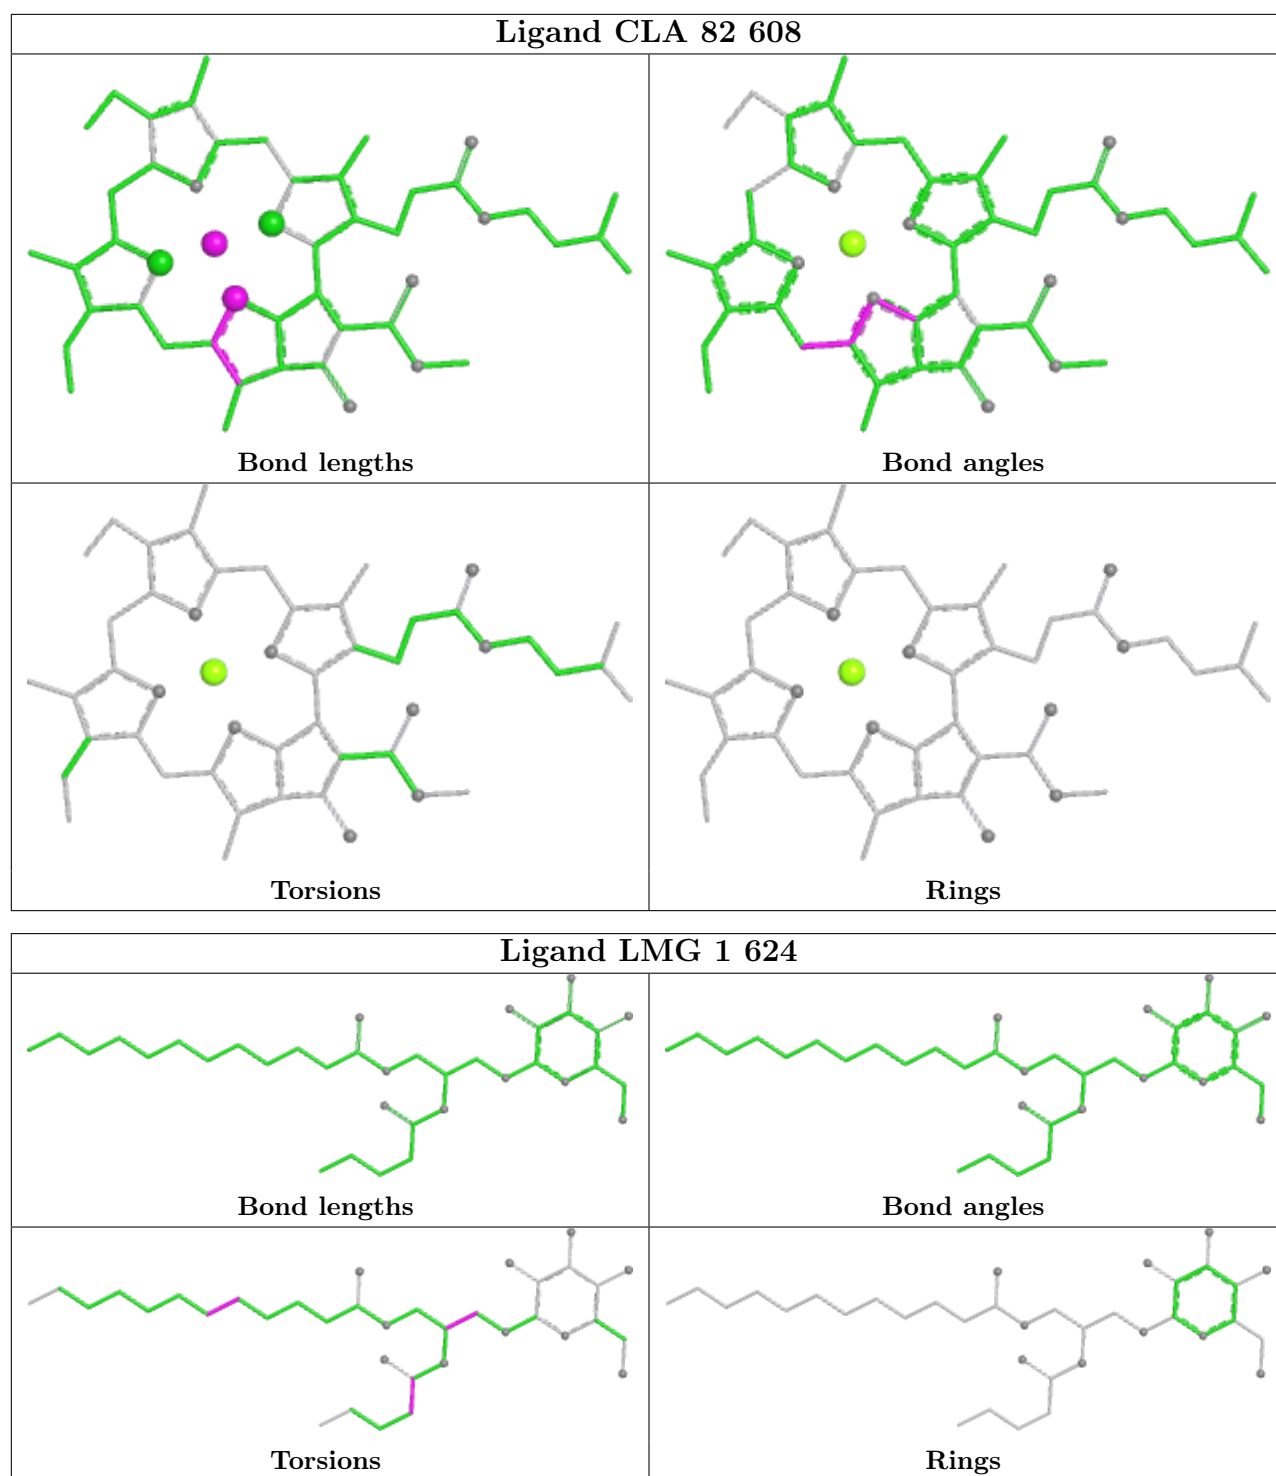 Ligand CLA 82 608
Bond lengths
Bond angles
Torsions
Rings
Ligand LMG 1 624
Bond lengths
Bond angles
Torsions
Rings